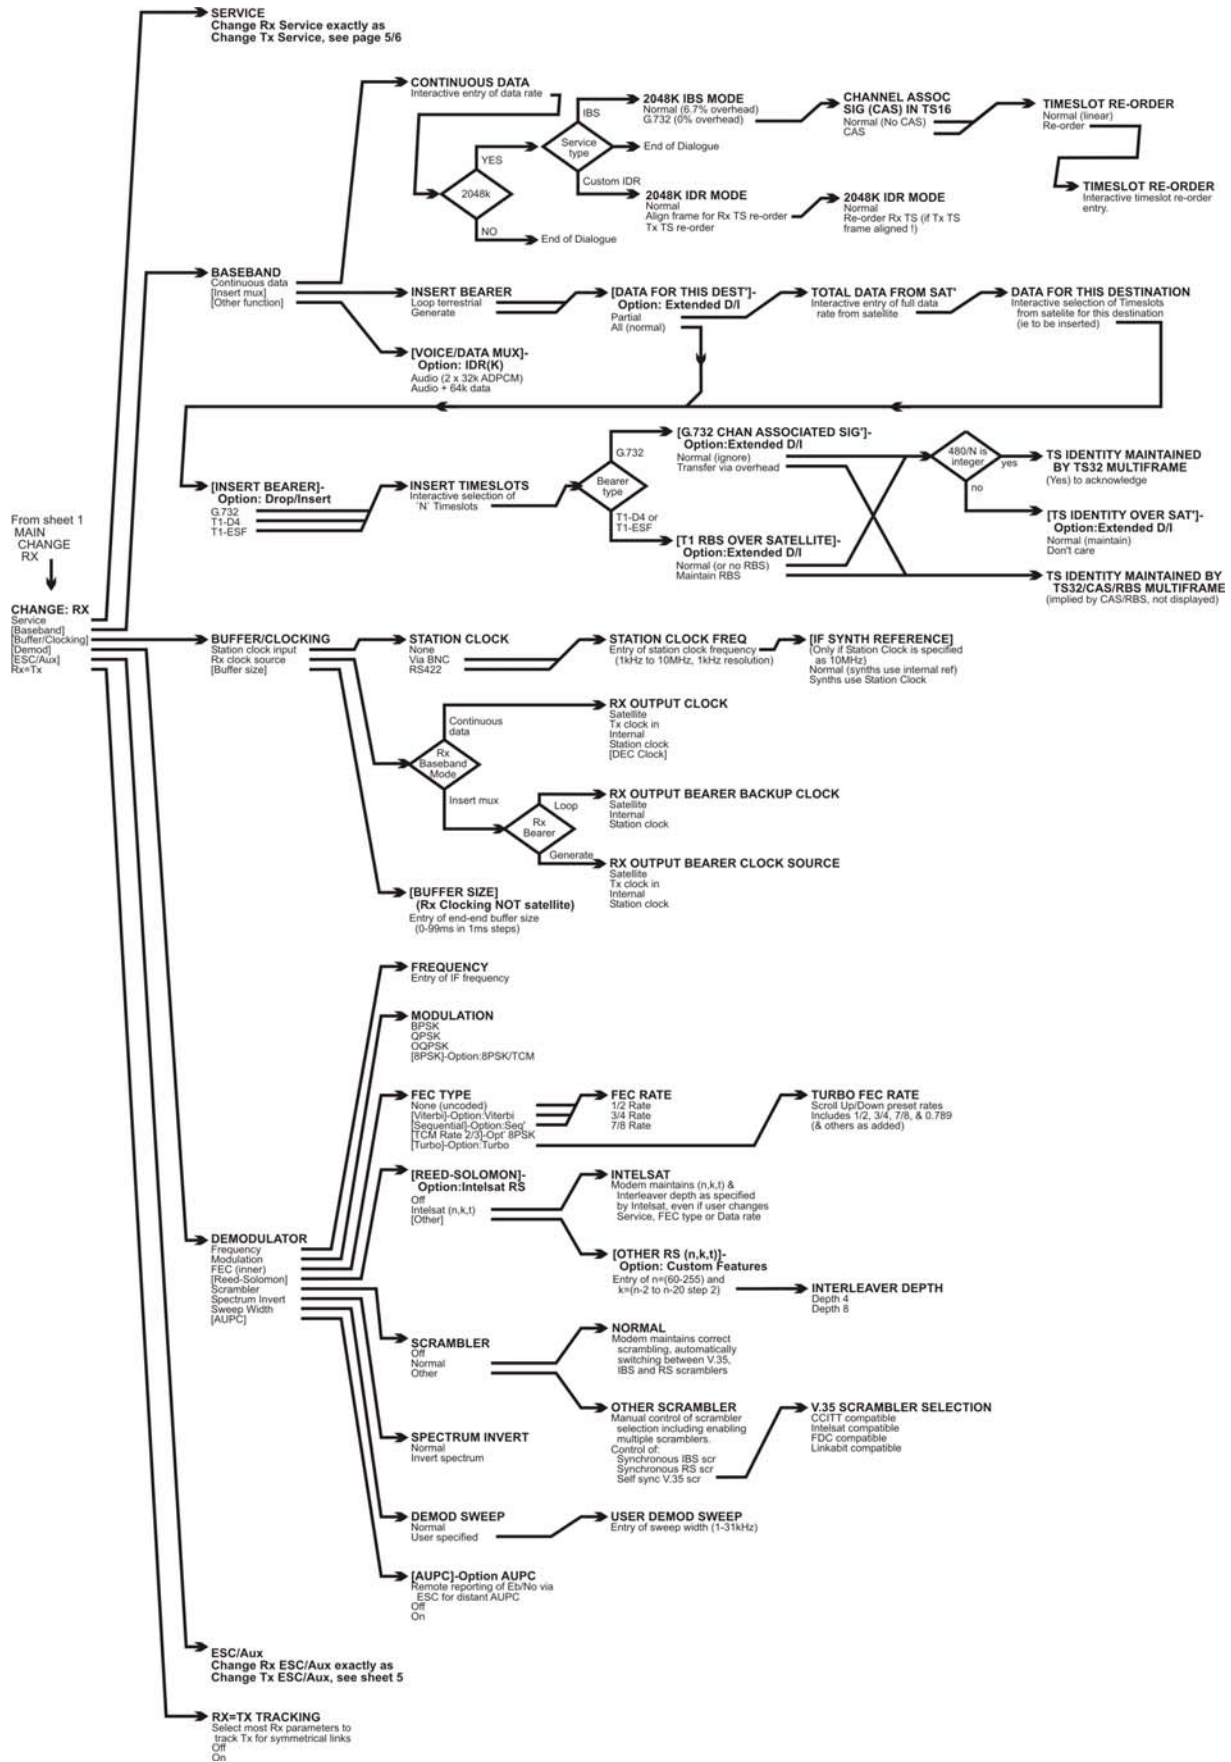 SERVICE
Change Rx Service exactly as
Change Tx Service, see page 5/6
CONTINUOUS DATA
Interactive entry of data rate
2048k
YES
NO
End of Dialogue
Service
type
IBS
End of Dialogue
Custom IDR
2048K IBS MODE
Normal (6.7% overhead)
G.732 (0% overhead)
CHANNEL ASSOC
SIG (CAS) IN TS16
Normal (No CAS)
CAS
TIMESLOT RE-ORDER
Normal (linear)
Re-order
TIMESLOT RE-ORDER
Interactive timeslot re-order
entry.
2048K IDR MODE
Normal
Align frame for Rx TS re-order
Tx TS re-order
2048K IDR MODE
Normal
Re-order Rx TS (if Tx TS
frame aligned !)
BASEBAND
Continuous data
[Insert mux]
[Other function]
INSERT BEARER
Loop terrestrial
Generate
[DATA FOR THIS DEST']-
Option: Extended D/I
Partial
All (normal)
TOTAL DATA FROM SAT'
Interactive entry of full data
rate from satellite
DATA FOR THIS DESTINATION
Interactive selection of Timeslots
from satelite for this destination
(ie to be inserted)
[VOICE/DATA MUX]-
Option: IDR(K)
Audio (2 x 32k ADPCM)
Audio + 64k data
[INSERT BEARER]-
Option: Drop/Insert
G.732
T1-D4
T1-ESF
INSERT TIMESLOTS
Interactive selection of
`N` Timeslots
Bearer
type
G.732
T1-D4 or
T1-ESF
[G.732 CHAN ASSOCIATED SIG']-
Option:Extended D/I
Normal (ignore)
Transfer via overhead
[T1 RBS OVER SATELLITE]-
Option:Extended D/I
Normal (or no RBS)
Maintain RBS
480/N is
integer
yes
no
TS IDENTITY MAINTAINED
BY TS32 MULTIFRAME
(Yes) to acknowledge
[TS IDENTITY OVER SAT']-
Option:Extended D/I
Normal (maintain)
Don't care
TS IDENTITY MAINTAINED BY
TS32/CAS/RBS MULTIFRAME
(implied by CAS/RBS, not displayed)
From sheet 1
MAIN
CHANGE
RX
CHANGE: RX
Service
[Baseband]
[Buffer/Clocking]
[Demod]
[ESC/Aux]
Rx=Tx
BUFFER/CLOCKING
Station clock input
Rx clock source
[Buffer size]
STATION CLOCK
None
Via BNC
RS422
STATION CLOCK FREQ
Entry of station clock frequency
(1kHz to 10MHz, 1kHz resolution)
[IF SYNTH REFERENCE]
(Only if Station Clock is specified
as 10MHz)
Normal (synths use internal ref)
Synths use Station Clock
Rx
Baseband
Mode
Continuous
data
Insert mux
RX OUTPUT CLOCK
Satellite
Tx clock in
Internal
Station clock
[DEC Clock]
Rx
Bearer
Loop
Generate
RX OUTPUT BEARER BACKUP CLOCK
Satellite
Internal
Station clock
RX OUTPUT BEARER CLOCK SOURCE
Satellite
Tx clock in
Internal
Station clock
[BUFFER SIZE]
(Rx Clocking NOT satellite)
Entry of end-end buffer size
(0-99ms in 1ms steps)
FREQUENCY
Entry of IF frequency
MODULATION
BPSK
QPSK
OQPSK
[8PSK]-Option:8PSK/TCM
FEC TYPE
None (uncoded)
[Viterbi]-Option:Viterbi
[Sequential]-Option:Seq'
[TCM Rate 2/3]-Opt' 8PSK
[Turbo]-Option:Turbo
FEC RATE
1/2 Rate
3/4 Rate
7/8 Rate
TURBO FEC RATE
Scroll Up/Down preset rates
Includes 1/2, 3/4, 7/8, & 0.789
(& others as added)
[REED-SOLOMON]-
Option:Intelsat RS
Off
Intelsat (n,k,t)
[Other]
INTELSAT
Modem maintains (n,k,t) &
Interleaver depth as specified
by Intelsat, even if user changes
Service, FEC type or Data rate
[OTHER RS (n,k,t)]-
Option: Custom Features
Entry of n=(60-255) and
k=(n-2 to n-20 step 2)
INTERLEAVER DEPTH
Depth 4
Depth 8
DEMODULATOR
Frequency
Modulation
FEC (inner)
[Reed-Solomon]
Scrambler
Spectrum Invert
Sweep Width
[AUPC]
SCRAMBLER
Off
Normal
Other
NORMAL
Modem maintains correct
scrambling, automatically
switching between V.35,
IBS and RS scramblers
OTHER SCRAMBLER
Manual control of scrambler
selection including enabling
multiple scramblers.
Control of:
Synchronous IBS scr
Synchronous RS scr
Self sync V.35 scr
V.35 SCRAMBLER SELECTION
CCITT compatible
Intelsat compatible
FDC compatible
Linkabit compatible
SPECTRUM INVERT
Normal
Invert spectrum
DEMOD SWEEP
Normal
User specified
USER DEMOD SWEEP
Entry of sweep width (1-31kHz)
[AUPC]-Option AUPC
Remote reporting of Eb/No via
ESC for distant AUPC
Off
On
ESC/Aux
Change Rx ESC/Aux exactly as
Change Tx ESC/Aux, see sheet 5
RX=TX TRACKING
Select most Rx parameters to
track Tx for symmetrical links
Off
On